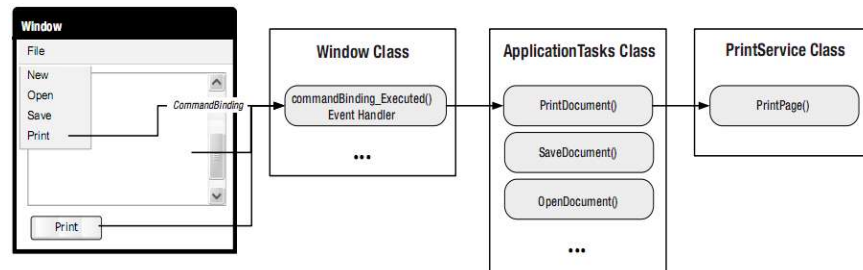 Window
File
New
Open
Save
Print
CommandBinding
Print
Window Class
commandBinding_Executed()
Event Handler
...
ApplicationTasks Class
PrintDocument()
SaveDocument()
OpenDocument()
...
PrintService Class
PrintPage()